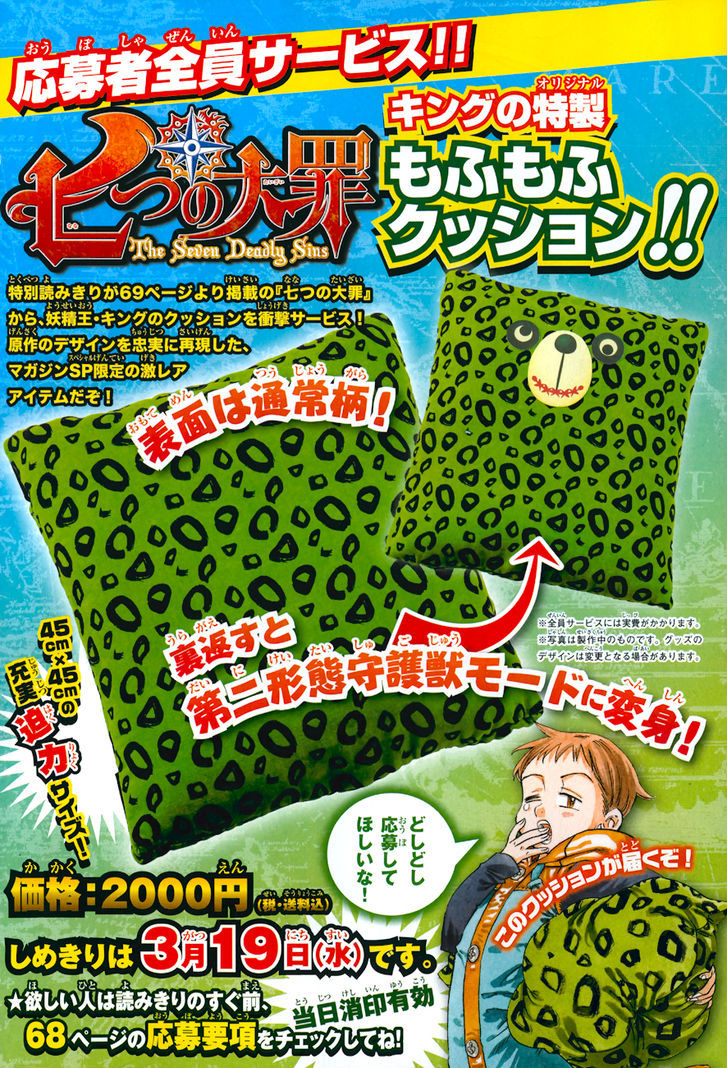 応募者全員サービス!!
七つの大罪
The Seven Deadly Sins
キングの特製
もふもふ
クッション!!
特別読みきりが69ページより掲載の『七つの大罪』
から、妖精王・キングのクッションを衝撃サービス!
原作のデザインを忠実に再現した、
マガジンSP限定の激レア
アイテムだぞ!
表面は通常柄!
裏返すと
第二形態守護獣モードに変身!
※全員サービスには実費がかかります。
※写真は製作中のものです。グッズの
デザインは変更となる場合があります。
45cm×45cmの
充実迫力サイズ!
どしどし
応募して
ほしいな!
このクッションが届くぞ!
価格:2000円(税・送料込)
しめきりは3月19日(水)です。
当日消印有効
★欲しい人は読みきりのすぐ前、
68ページの応募要項をチェックしてね!